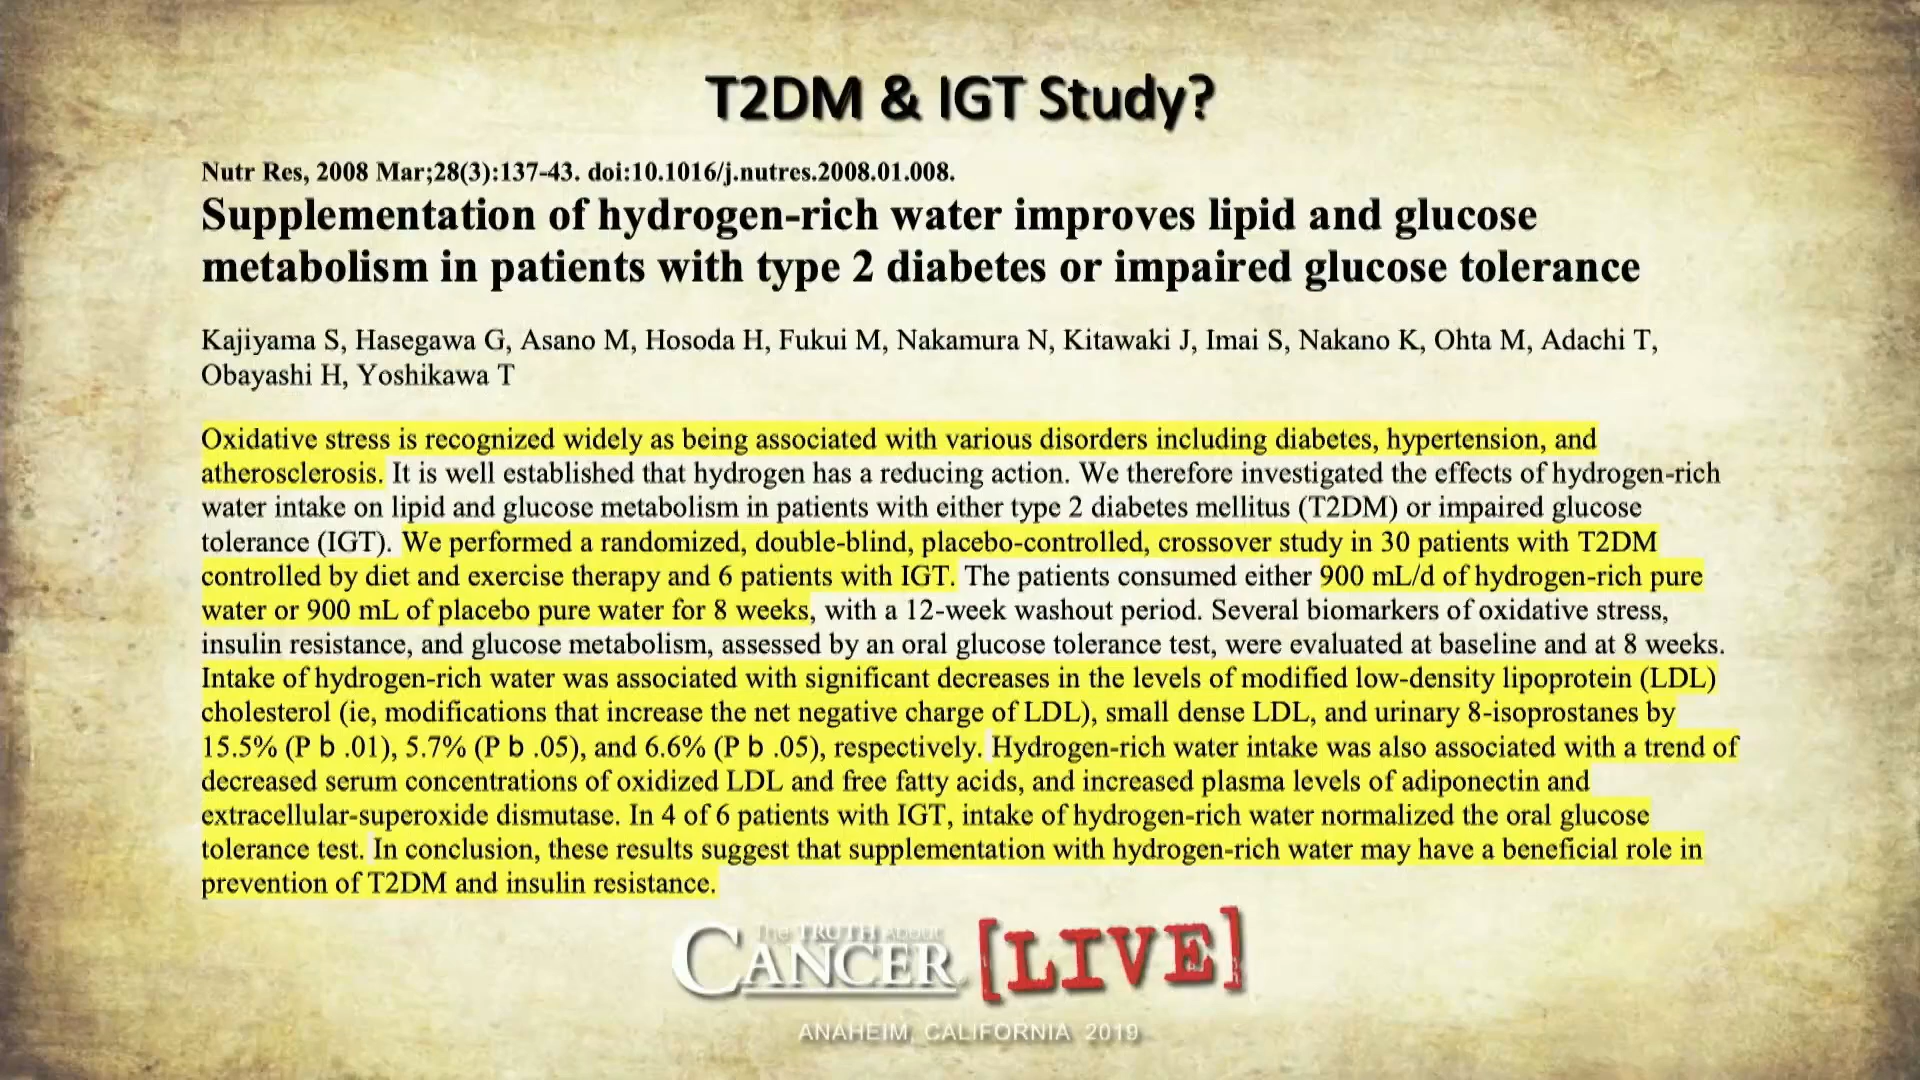 T2DM & IGT Study?
Nutr Res, 2008 Mar;28(3):137-43. doi:10.1016/j.nutres.2008.01.008.
Supplementation of hydrogen-rich water improves lipid and glucose
metabolism in patients with type 2 diabetes or impaired glucose tolerance
Kajiyama S, Hasegawa G, Asano M, Hosoda H, Fukui M, Nakamura N, Kitawaki J, Imai S, Nakano K, Ohta M, Adachi T,
Obayashi H, Yoshikawa T
Oxidative stress is recognized widely as being associated with various disorders including diabetes, hypertension, and
atherosclerosis. It is well established that hydrogen has a reducing action. We therefore investigated the effects of hydrogen-rich
water intake on lipid and glucose metabolism in patients with either type 2 diabetes mellitus (T2DM) or impaired glucose
tolerance (IGT). We performed a randomized, double-blind, placebo-controlled, crossover study in 30 patients with T2DM
controlled by diet and exercise therapy and 6 patients with IGT. The patients consumed either 900 mL/d of hydrogen-rich pure
water or 900 mL of placebo pure water for 8 weeks, with a 12-week washout period. Several biomarkers of oxidative stress,
insulin resistance, and glucose metabolism, assessed by an oral glucose tolerance test, were evaluated at baseline and at 8 weeks.
Intake of hydrogen-rich water was associated with significant decreases in the levels of modified low-density lipoprotein (LDL)
cholesterol (ie, modifications that increase the net negative charge of LDL), small dense LDL, and urinary 8-isoprostanes by
15.5% (P b .01), 5.7% (P b .05), and 6.6% (P b .05), respectively. Hydrogen-rich water intake was also associated with a trend of
decreased serum concentrations of oxidized LDL and free fatty acids, and increased plasma levels of adiponectin and
extracellular-superoxide dismutase. In 4 of 6 patients with IGT, intake of hydrogen-rich water normalized the oral glucose
tolerance test. In conclusion, these results suggest that supplementation with hydrogen-rich water may have a beneficial role in
prevention of T2DM and insulin resistance.
The TRUTH About
CANCER [LIVE]
ANAHEIM, CALIFORNIA 2019